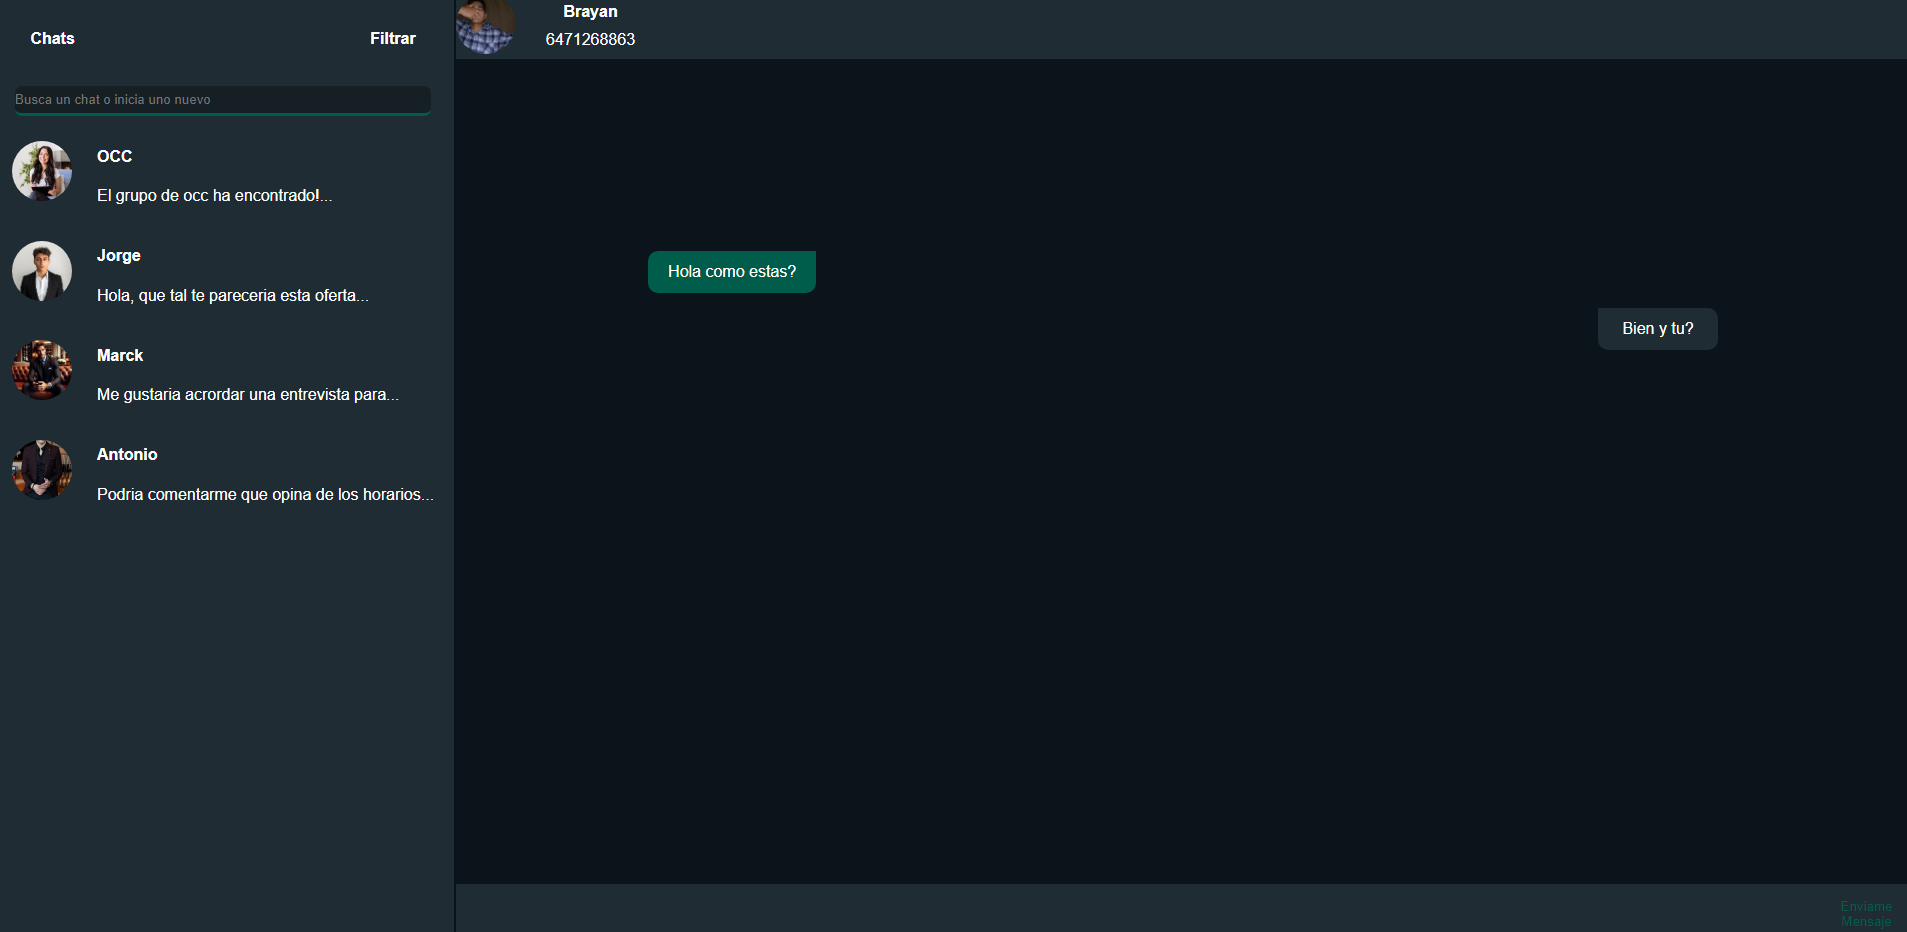 Chats
Filtrar
Busca un chat o inicia uno nuevo
OCC
El grupo de occ ha encontrado!...
Jorge
Hola, que tal te pareceria esta oferta...
Marck
Me gustaria acrordar una entrevista para...
Antonio
Podria comentarme que opina de los horarios...
Brayan
6471268863
Hola como estas?
Bien y tu?
Enviame
Mensaje